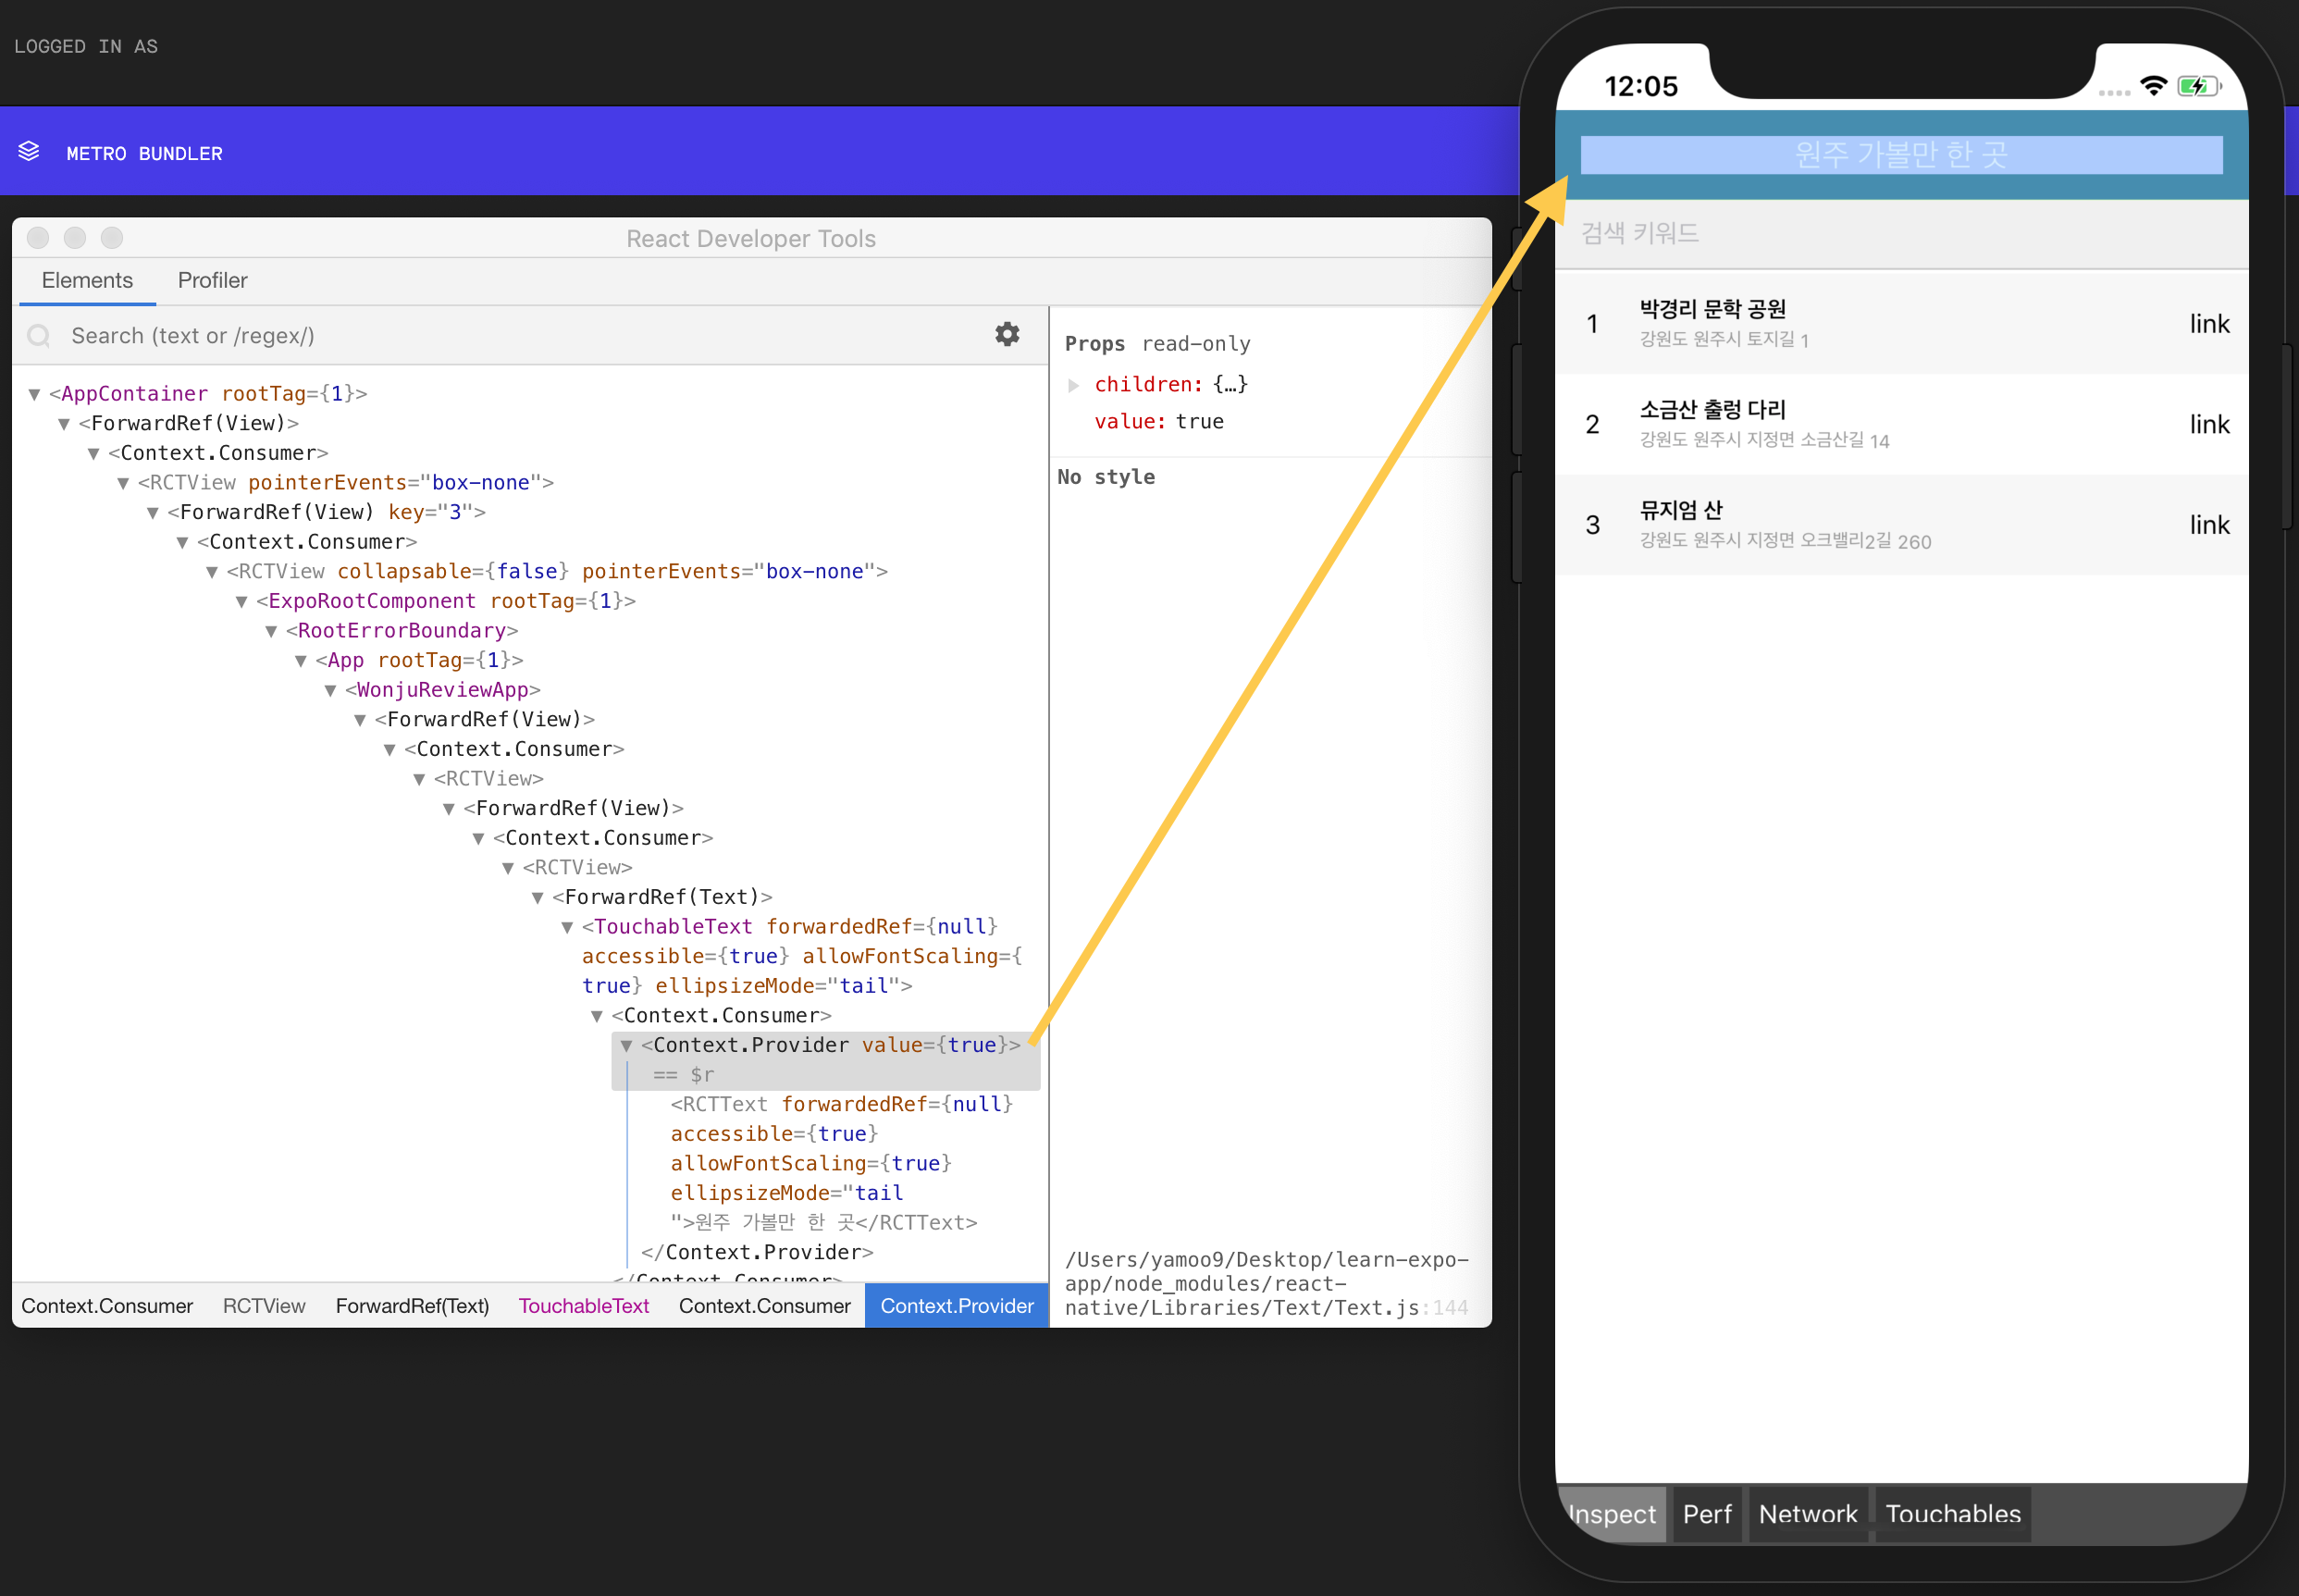 LOGGED IN AS
METRO BUNDLER
React Developer Tools
Elements Profiler
Search (text or /regex/)
▼ <AppContainer rootTag={1}>
▼ <ForwardRef(View)>
▼ <Context.Consumer>
▼ <RCTView pointerEvents="box-none">
▼ <ForwardRef(View) key="3">
▼ <Context.Consumer>
▼ <RCTView collapsable={false} pointerEvents="box-none">
▼ <ExpoRootComponent rootTag={1}>
▼ <RootErrorBoundary>
▼ <App rootTag={1}>
▼ <WonjuReviewApp>
▼ <ForwardRef(View)>
▼ <Context.Consumer>
▼ <RCTView>
▼ <ForwardRef(View)>
▼ <Context.Consumer>
▼ <RCTView>
▼ <ForwardRef(Text)>
▼ <TouchableText forwardedRef={null}
accessible={true} allowFontScaling={
true} ellipsizeMode="tail">
▼ <Context.Consumer>
▼ <Context.Provider value={true}>
== $r
<RCTText forwardedRef={null}
accessible={true}
allowFontScaling={true}
ellipsizeMode="tail
">원주 가볼만 한 곳</RCTText>
</Context.Provider>
</Context.Consumer>
Context.Consumer RCTView ForwardRef(Text) TouchableText Context.Consumer Context.Provider
Props read-only
▶ children: {…}
value: true
No style
/Users/yamoo9/Desktop/learn-expo-
app/node_modules/react-
native/Libraries/Text/Text.js:144
12:05
원주 가볼만 한 곳
검색 키워드
1 박경리 문학 공원 link
강원도 원주시 토지길 1
2 소금산 출렁 다리 link
강원도 원주시 지정면 소금산길 14
3 뮤지엄 산 link
강원도 원주시 지정면 오크밸리2길 260
Inspect Perf Network Touchables